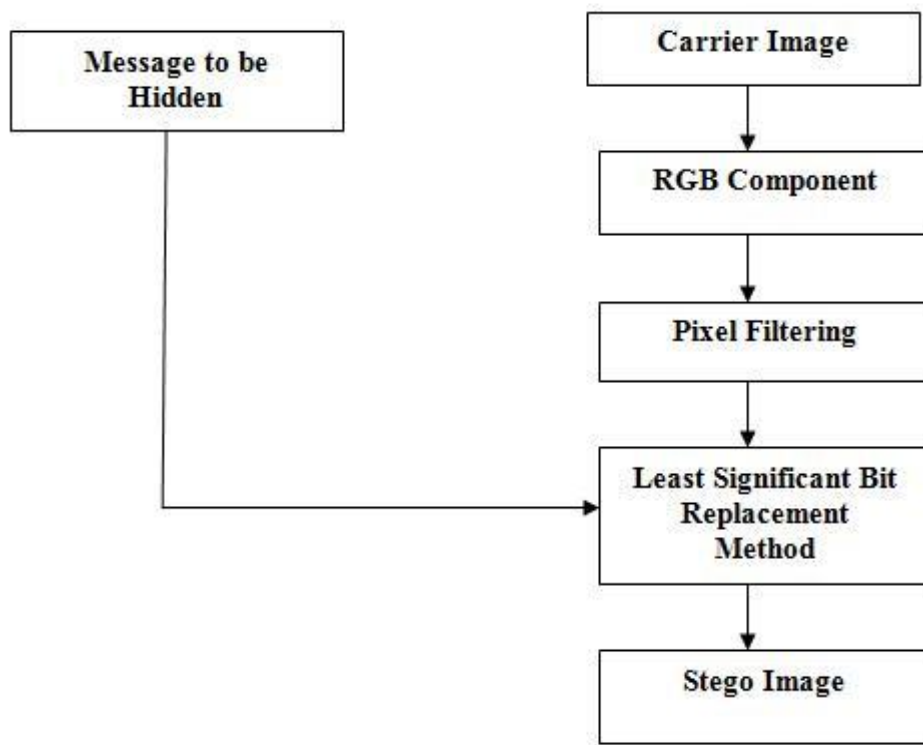 Message to be
Hidden
Carrier Image
RGB Component
Pixel Filtering
Least Significant Bit
Replacement
Method
Stego Image